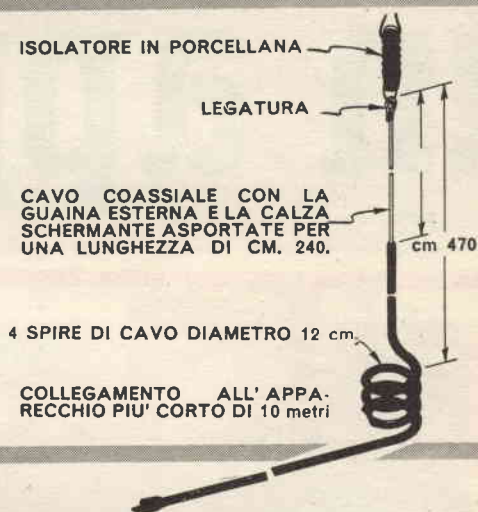 ISOLATORE IN PORCELLANA
LEGATURA
CAVO COASSIALE CON LA
GUAINA ESTERNA E LA CALZA
SCHERMANTE ASPORTATE PER
UNA LUNGHEZZA DI CM. 240.
cm 470
4 SPIRE DI CAVO DIAMETRO 12 cm.
COLLEGAMENTO ALL'APPA-
RECCHIO PIU' CORTO DI 10 metri